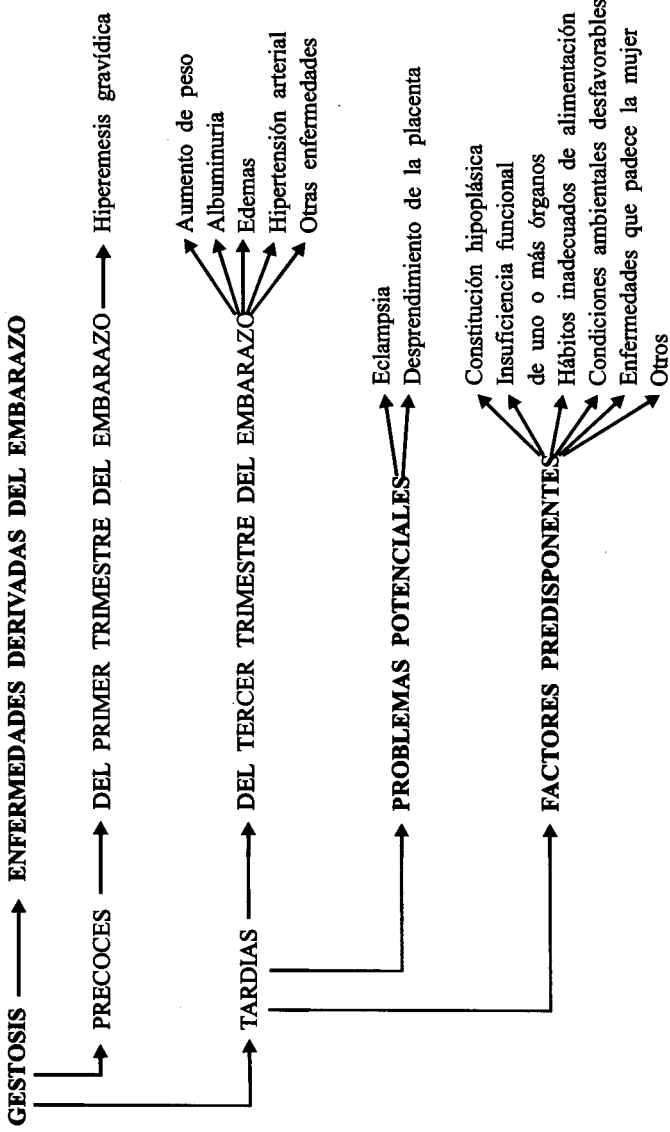 GESTOSIS ENFERMEDADES DERIVADAS DEL EMBARAZO
PRECOCES DEL PRIMER TRIMESTRE DEL EMBARAZO Hiperemesis gravídica
TARDIAS DEL TERCER TRIMESTRE DEL EMBARAZO
Aumento de peso
Albuminuria
Edemas
Hipertensión arterial
Otras enfermedades
PROBLEMAS POTENCIALES
Eclampsia
Desprendimiento de la placenta
FACTORES PREDISPONENTES
Constitución hipoplásica
Insuficiencia funcional
de uno o más órganos
Hábitos inadecuados de alimentación
Condiciones ambientales desfavorables
Enfermedades que padece la mujer
Otros